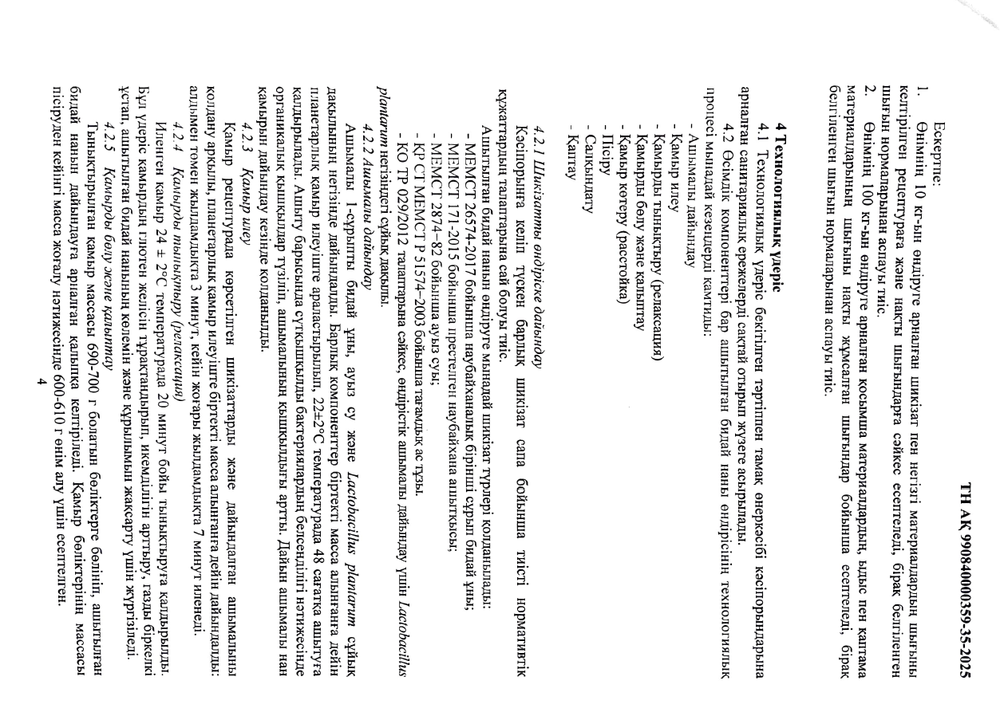 ТН АҚ 990840000359-35-2025
Ескертпе:
1. Өнімнің 10 кг-ын өндіруге арналған шикізат пен негізгі материалдардың шығыны
келтірілген рецептураға және нақты шығындарға сәйкес есептеледі, бірақ белгіленген
шығын нормаларынан аспауы тиіс.
2. Өнімнің 100 кг-ын өндіруге арналған қосымша материалдардың, ыдыс пен қаптама
материалдарының шығыны нақты жұмсалған шығындар бойынша есептеледі, бірақ
белгіленген шығын нормаларынан аспауы тиіс.
4 Технологиялық үдеріс
4.1 Технологиялық үдеріс бекітілген тәртіппен тамақ өнеркәсібі кәсіпорындарына
арналған санитариялық ережелерді сақтай отырып жүзеге асырылады.
4.2 Өсімдік компоненттері бар ашытылған бидай наны өндірісінің технологиялық
процесі мынадай кезеңдерді қамтиды:
- Ашымалы дайындау
- Қамыр илеу
- Қамырды тынықтыру (релаксация)
- Қамырды бөлу және қалыптау
- Қамыр көтеру (расстойка)
- Пісіру
- Салқындату
- Қаптау
4.2.1 Шикізатты өндіріске дайындау
Кәсіпорынға келіп түскен барлық шикізат сапа бойынша тиісті нормативтік
құжаттардың талаптарына сай болуы тиіс.
Ашытылған бидай нанын өндіруге мынадай шикізат түрлері қолданылады:
- МЕМСТ 26574-2017 бойынша наубайханалық бірінші сұрып бидай ұны;
- МЕМСТ 171-2015 бойынша престелген наубайхана ашытқысы;
- МЕМСТ 2874–82 бойынша ауыз суы;
- ҚР СТ МЕМСТ Р 51574–2003 бойынша тағамдық ас тұзы.
- КО ТР 029/2012 талаптарына сәйкес, өндірістік ашымалы дайындау үшін Lactobacillus
plantarum негізіндегі сұйық дақылы.
4.2.2 Ашымалы дайындау
Ашымалы 1-сұрыпты бидай ұны, ауыз су және Lactobacillus plantarum сұйық
дақылының негізінде дайындалды. Барлық компоненттер біртекті масса алынғанға дейін
планетарлық қамыр илеуіште араластырылып, 22±2°С температурада 48 сағатқа ашытуға
қалдырылады. Ашыту барысында сүтқышқылды бактериялардың белсенділігі нәтижесінде
органикалық қышқылдар түзіліп, ашымалының қышқылдығы артты. Дайын ашымалы нан
қамырын дайындау кезінде қолданылды.
4.2.3 Қамыр илеу
Қамыр рецептурада көрсетілген шикізаттарды және дайындалған ашымалыны
қолдану арқылы, планетарлық қамыр илеуіште біртекті масса алынғанға дейін дайындалды:
алдымен төмен жылдамдықта 3 минут, кейін жоғары жылдамдықта 7 минут иленеді.
4.2.4 Қамырды тынықтыру (релаксация)
Иленген қамыр 24 ± 2°С температурада 20 минут бойы тынықтыруға қалдырылды.
Бұл үдеріс қамырдың глютен желісін тұрақтандырып, икемділігін арттыру, газды біркелкі
ұстап, ашытылған бидай нанының көлемін және құрылымын жақсарту үшін жүргізіледі.
4.2.5 Қамырды бөлу және қалыптау
Тынықтырылған қамыр массасы 690-700 г болатын бөліктерге бөлініп, ашытылған
бидай нанын дайындауға арналған қалыпқа келтіріледі. Қамыр бөліктерінің массасы
пісіруден кейінгі масса жоғалу нәтижесінде 600-610 г өнім алу үшін есептелген.
4